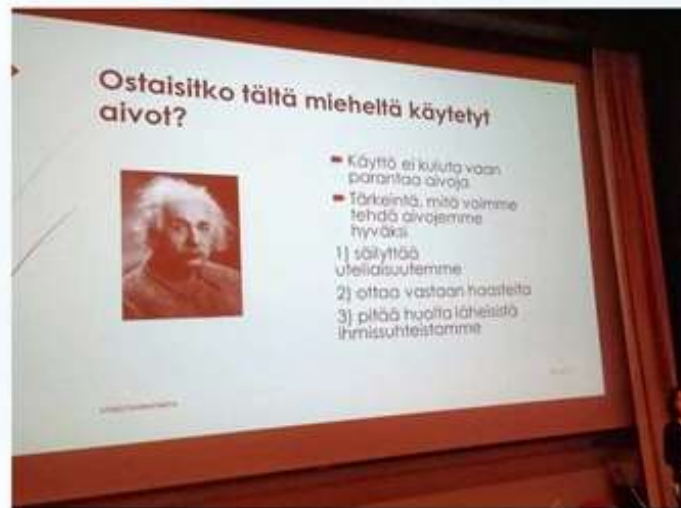 Ostaisitko tältä mieheltä käytetyt
aivot?
Käyttö ei kuluta vaan
parantaa aivoja
Tärkeintä, mitä voimme
tehdä aivojemme
hyväksi
1) säilyttää
uteliaisuutemme
2) ottaa vastaan haasteita
3) pitää huolta läheisistä
ihmissuhteistamme